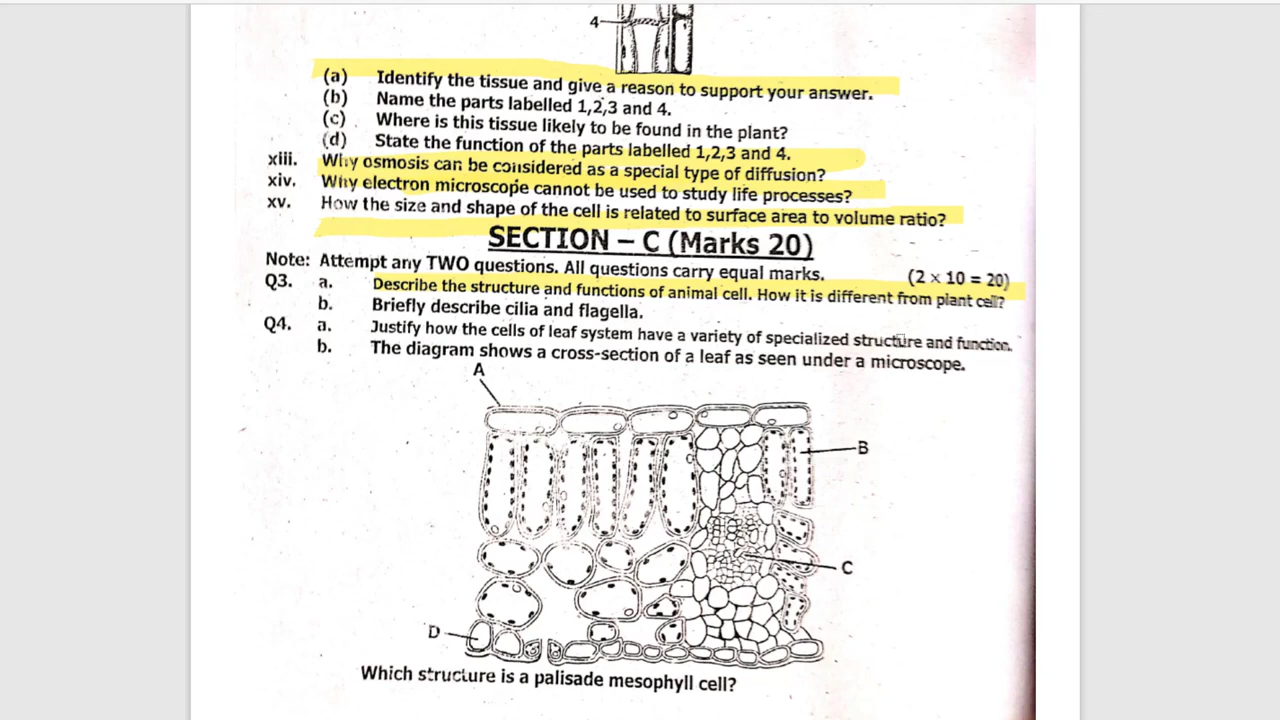 4
(a) Identify the tissue and give a reason to support your answer.
(b) Name the parts labelled 1,2,3 and 4.
(c) Where is this tissue likely to be found in the plant?
(d) State the function of the parts labelled 1,2,3 and 4.
xiii. Why osmosis can be considered as a special type of diffusion?
xiv. Why electron microscope cannot be used to study life processes?
xv. How the size and shape of the cell is related to surface area to volume ratio?
SECTION – C (Marks 20)
Note: Attempt any TWO questions. All questions carry equal marks. (2 x 10 = 20)
Q3. a. Describe the structure and functions of animal cell. How it is different from plant cell?
b. Briefly describe cilia and flagella.
Q4. a. Justify how the cells of leaf system have a variety of specialized structure and function.
b. The diagram shows a cross-section of a leaf as seen under a microscope.
A
B
C
D
Which structure is a palisade mesophyll cell?